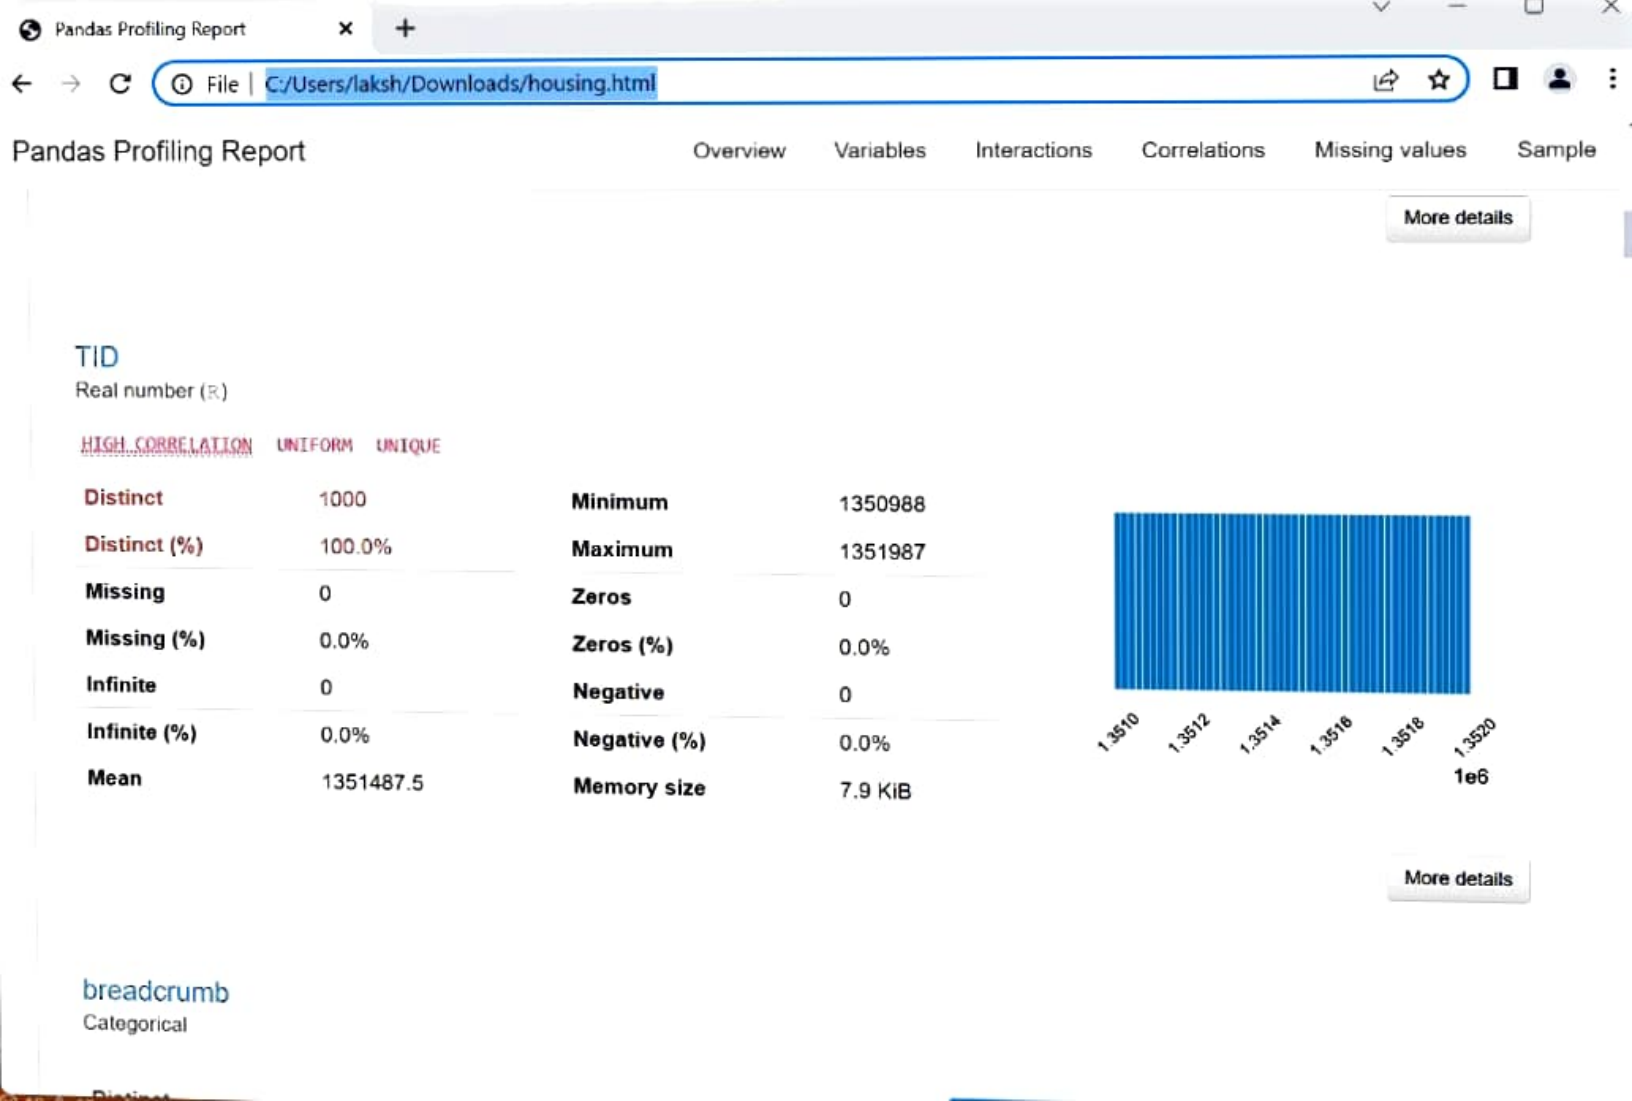 Pandas Profiling Report
File | C:/Users/laksh/Downloads/housing.html
Pandas Profiling Report Overview Variables Interactions Correlations Missing values Sample
More details
TID
Real number (ℝ)
HIGH CORRELATION UNIFORM UNIQUE
Distinct 1000
Distinct (%) 100.0%
Missing 0
Missing (%) 0.0%
Infinite 0
Infinite (%) 0.0%
Mean 1351487.5
Minimum 1350988
Maximum 1351987
Zeros 0
Zeros (%) 0.0%
Negative 0
Negative (%) 0.0%
Memory size 7.9 KiB
1.3510 1.3512 1.3514 1.3516 1.3518 1.3520
1e6
More details
breadcrumb
Categorical
Distinct